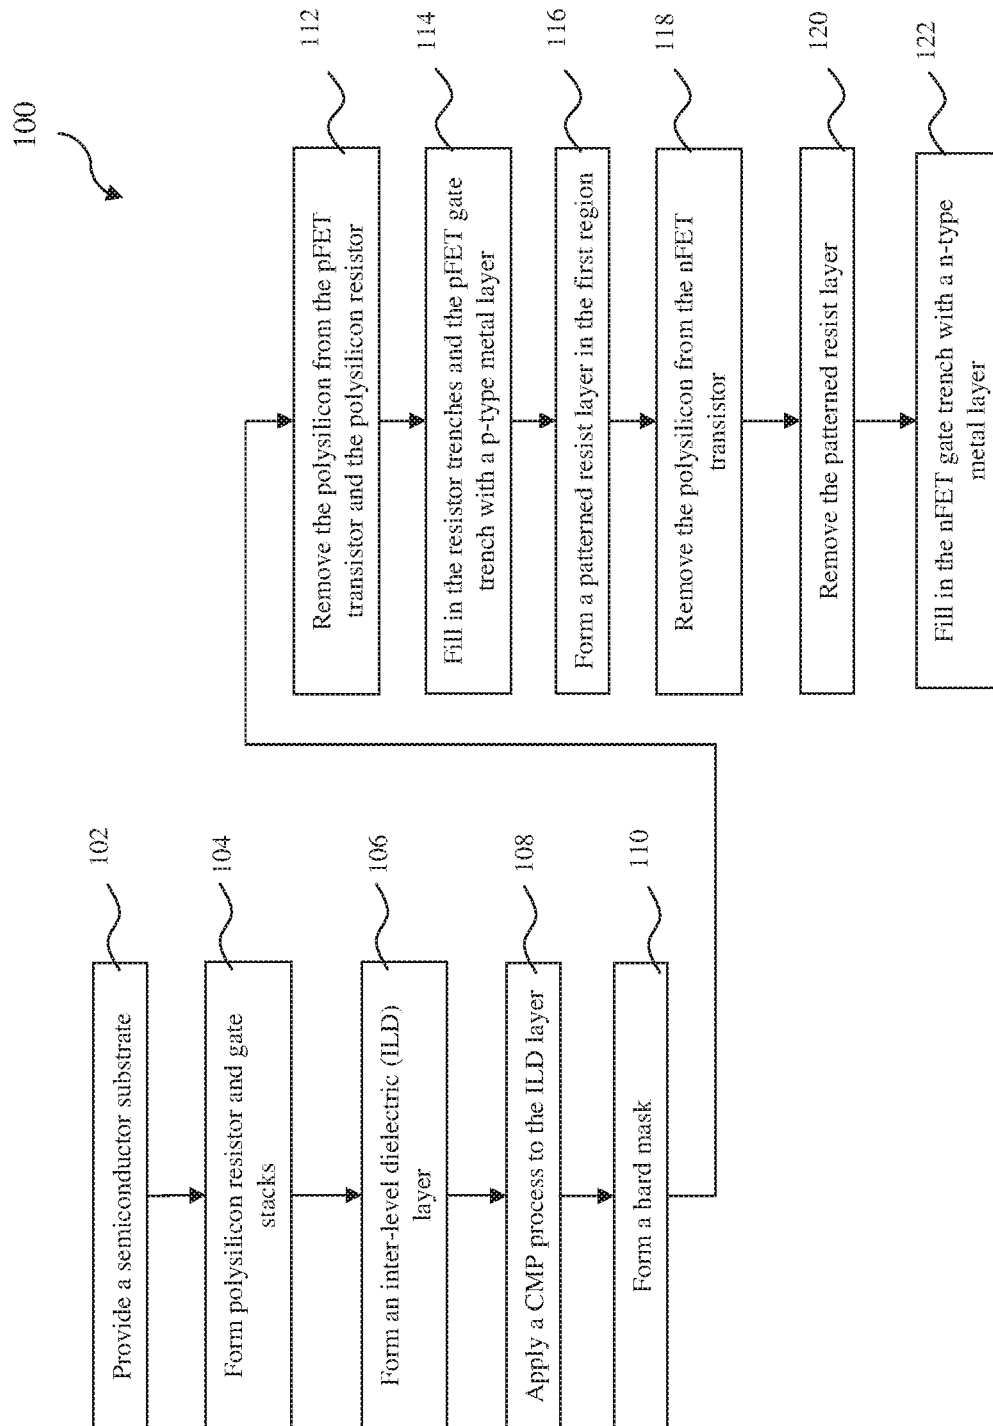 100
Provide a semiconductor substrate
102
Form polysilicon resistor and gate
stacks
104
Form an inter-level dielectric (ILD)
layer
106
Apply a CMP process to the ILD layer
108
Form a hard mask
110
Remove the polysilicon from the pFET
transistor and the polysilicon resistor
112
Fill in the resistor trenches and the pFET gate
trench with a p-type metal layer
114
Form a patterned resist layer in the first region
116
Remove the polysilicon from the nFET
transistor
118
Remove the patterned resist layer
120
Fill in the nFET gate trench with a n-type
metal layer
122